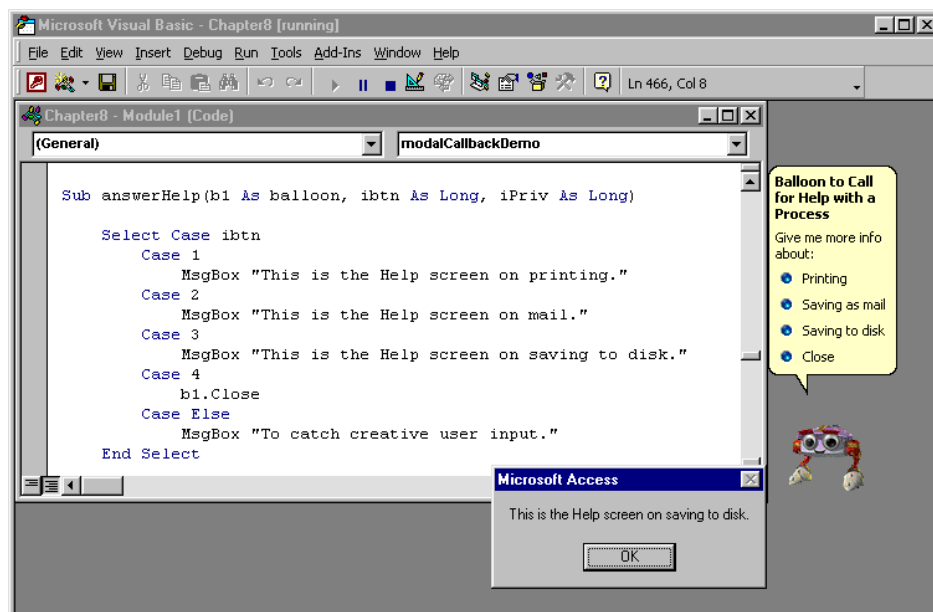 Microsoft Visual Basic - Chapter8 [running]
File Edit View Insert Debug Run Tools Add-Ins Window Help
Ln 466, Col 8
Chapter8 - Module1 (Code)
(General)
modalCallbackDemo
Sub answerHelp(b1 As balloon, ibtn As Long, iPriv As Long)
Select Case ibtn
Case 1
MsgBox "This is the Help screen on printing."
Case 2
MsgBox "This is the Help screen on mail."
Case 3
MsgBox "This is the Help screen on saving to disk."
Case 4
b1.Close
Case Else
MsgBox "To catch creative user input."
End Select
Balloon to Call
for Help with a
Process
Give me more info
about:
Printing
Saving as mail
Saving to disk
Close
Microsoft Access
This is the Help screen on saving to disk.
OK